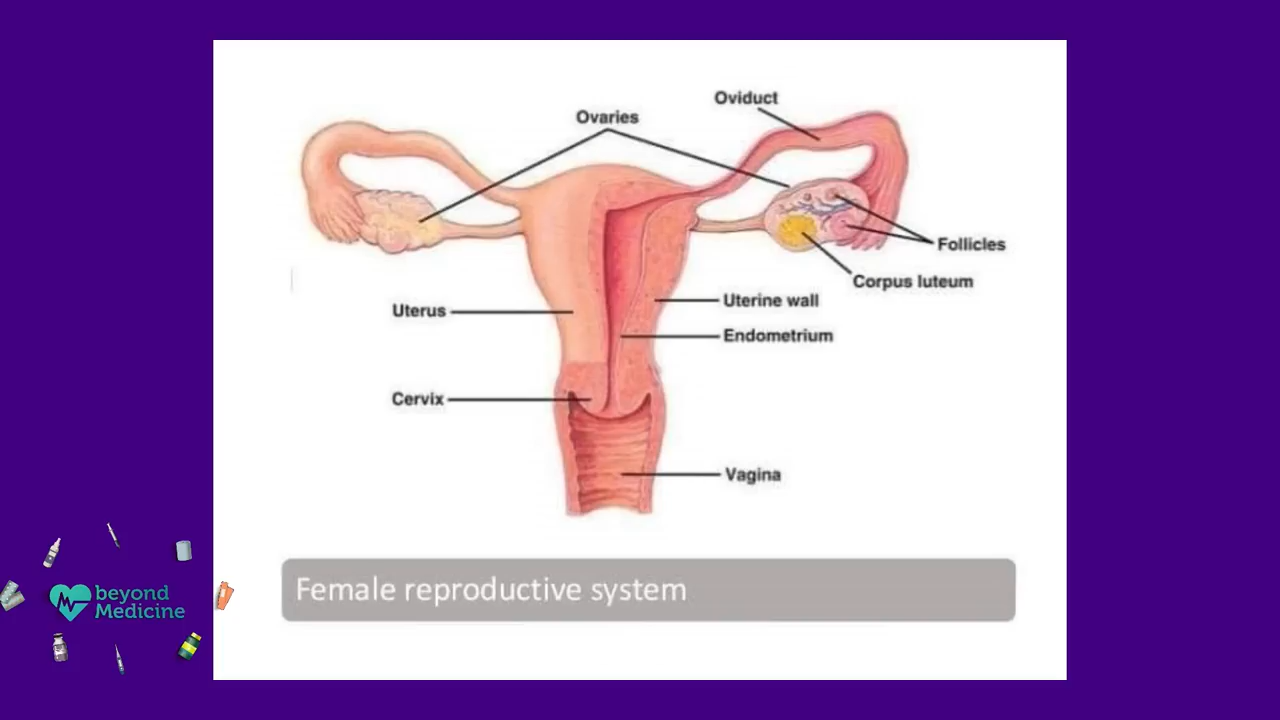 Oviduct
Ovaries
Follicles
Corpus luteum
Uterus
Uterine wall
Endometrium
Cervix
Vagina
Female reproductive system
beyond
Medicine